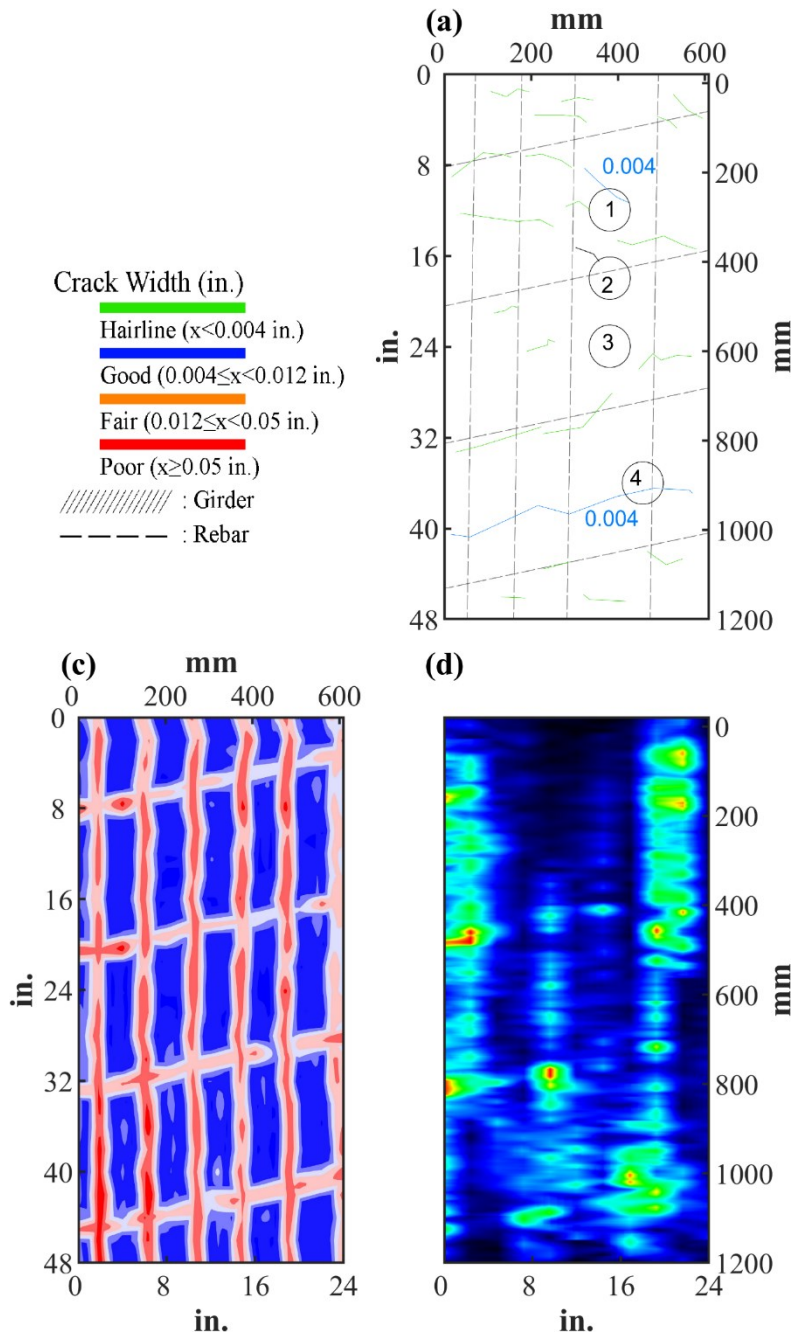 (a)
mm
0 200 400 600
0
8
16
24
32
40
48
in.
0
200
400
600
800
1000
1200
mm
0.004
1
2
3
4
0.004
Crack Width (in.)
Hairline (x<0.004 in.)
Good (0.004≤x<0.012 in.)
Fair (0.012≤x<0.05 in.)
Poor (x≥0.05 in.)
: Girder
: Rebar
(c)
mm
0 200 400 600
0
8
16
24
32
40
48
in.
0 8 16 24
in.
(d)
0
200
400
600
800
1000
1200
mm
0 8 16 24
in.